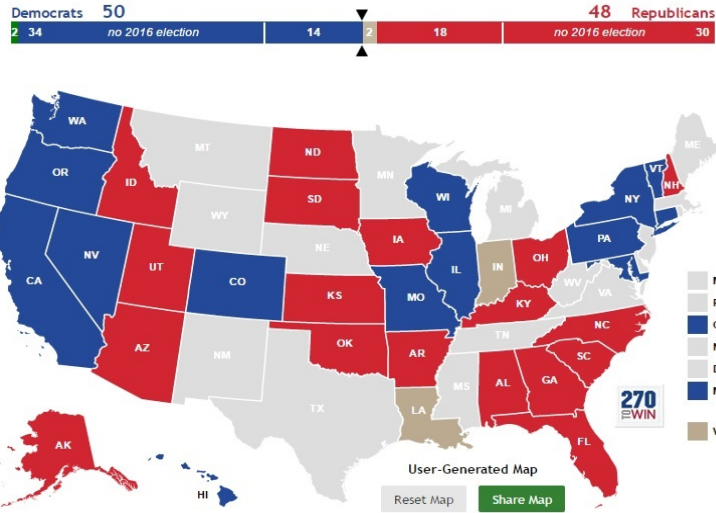 Democrats 50 48 Republicans
2 34 no 2016 election 14 2 18 no 2016 election 30
WA
MT
ND
MN
ME
OR
ID
SD
WI
MI
VT
NH
NY
WY
IA
PA
NV
NE
IL
IN
OH
CA
UT
CO
KS
MO
WV
VA
KY
AZ
NM
OK
AR
TN
NC
SC
TX
LA
MS
AL
GA
FL
AK
HI
270
TO WIN
User-Generated Map
Reset Map
Share Map